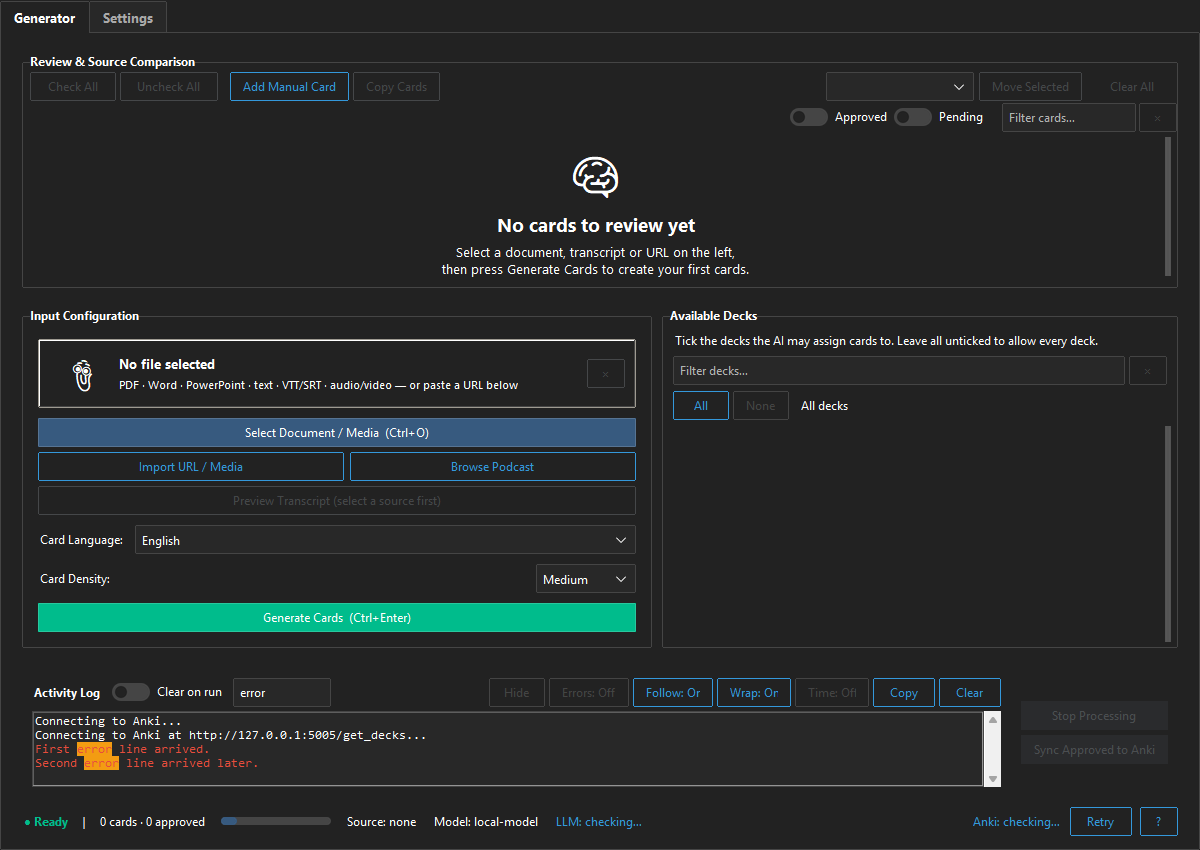 Generator
Settings
Review & Source Comparison
Check All
Uncheck All
Add Manual Card
Copy Cards
Move Selected
Clear All
Approved
Pending
Filter cards...
×
No cards to review yet
Select a document, transcript or URL on the left,
then press Generate Cards to create your first cards.
Input Configuration
No file selected
PDF · Word · PowerPoint · text · VTT/SRT · audio/video — or paste a URL below
×
Select Document / Media (Ctrl+O)
Import URL / Media
Browse Podcast
Preview Transcript (select a source first)
Card Language:
English
Card Density:
Medium
Generate Cards (Ctrl+Enter)
Available Decks
Tick the decks the AI may assign cards to. Leave all unticked to allow every deck.
Filter decks...
×
All
None
All decks
Activity Log
Clear on run
error
Hide
Errors: Off
Follow: Or
Wrap: Or
Time: Off
Copy
Clear
Connecting to Anki...
Connecting to Anki at http://127.0.0.1:5005/get_decks...
First error line arrived.
Second error line arrived later.
Stop Processing
Sync Approved to Anki
● Ready
|
0 cards · 0 approved
Source: none
Model: local-model
LLM: checking...
Anki: checking...
Retry
?